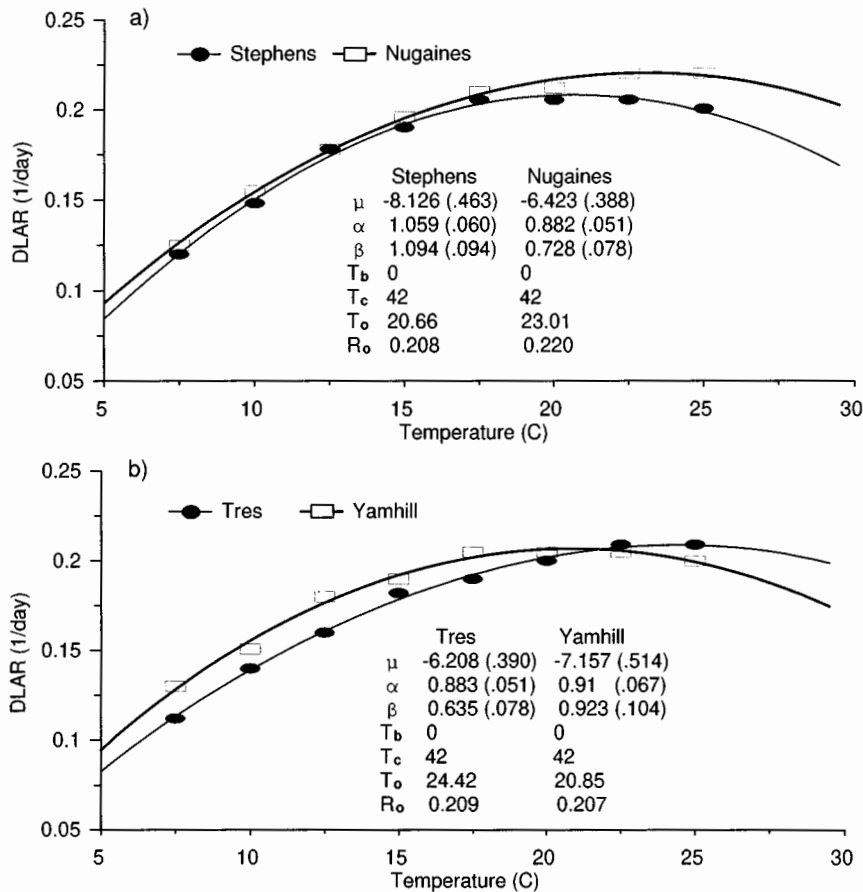 a)
Stephens Nugaines
DLAR (1/day)
0.25
0.2
0.15
0.1
0.05
Stephens Nugaines
μ -8.126 (.463) -6.423 (.388)
α 1.059 (.060) 0.882 (.051)
β 1.094 (.094) 0.728 (.078)
Tb 0 0
Tc 42 42
To 20.66 23.01
Ro 0.208 0.220
5 10 15 20 25 30
Temperature (C)
b)
Tres Yamhill
DLAR (1/day)
0.25
0.2
0.15
0.1
0.05
Tres Yamhill
μ -6.208 (.390) -7.157 (.514)
α 0.883 (.051) 0.91 (.067)
β 0.635 (.078) 0.923 (.104)
Tb 0 0
Tc 42 42
To 24.42 20.85
Ro 0.209 0.207
5 10 15 20 25 30
Temperature (C)